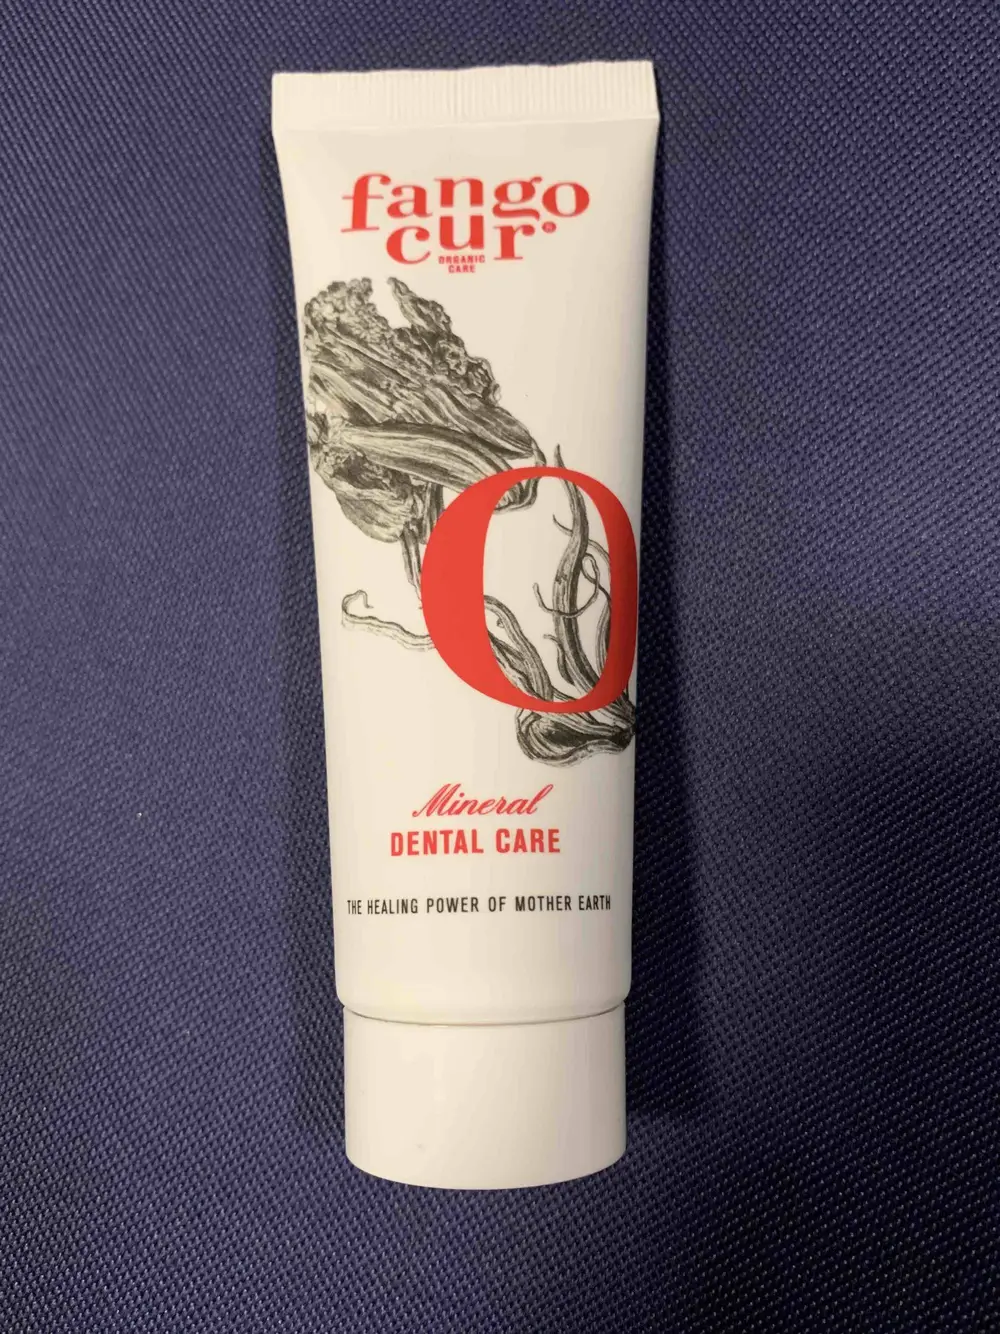 fango
cur®
ORGANIC
CARE
O
Mineral
DENTAL CARE
THE HEALING POWER OF MOTHER EARTH